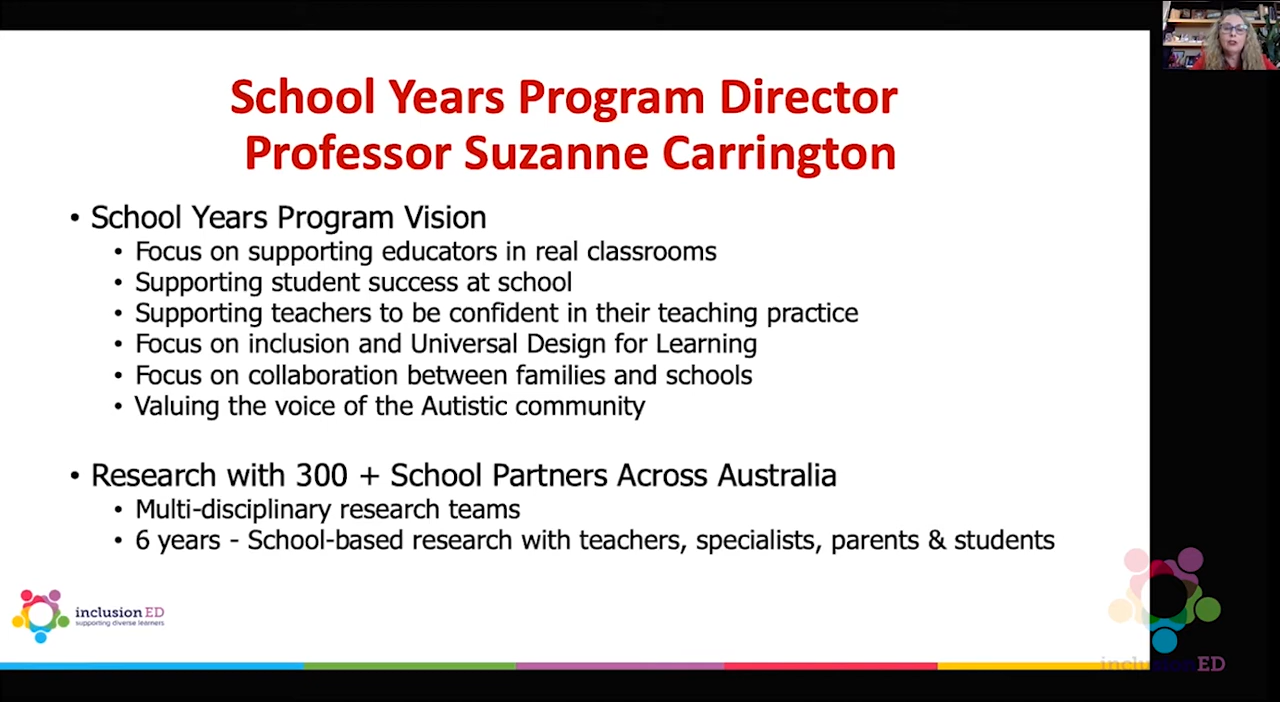 School Years Program Director
Professor Suzanne Carrington
• School Years Program Vision
• Focus on supporting educators in real classrooms
• Supporting student success at school
• Supporting teachers to be confident in their teaching practice
• Focus on inclusion and Universal Design for Learning
• Focus on collaboration between families and schools
• Valuing the voice of the Autistic community
• Research with 300 + School Partners Across Australia
• Multi-disciplinary research teams
• 6 years - School-based research with teachers, specialists, parents & students
inclusionED
supporting diverse learners
inclusionED